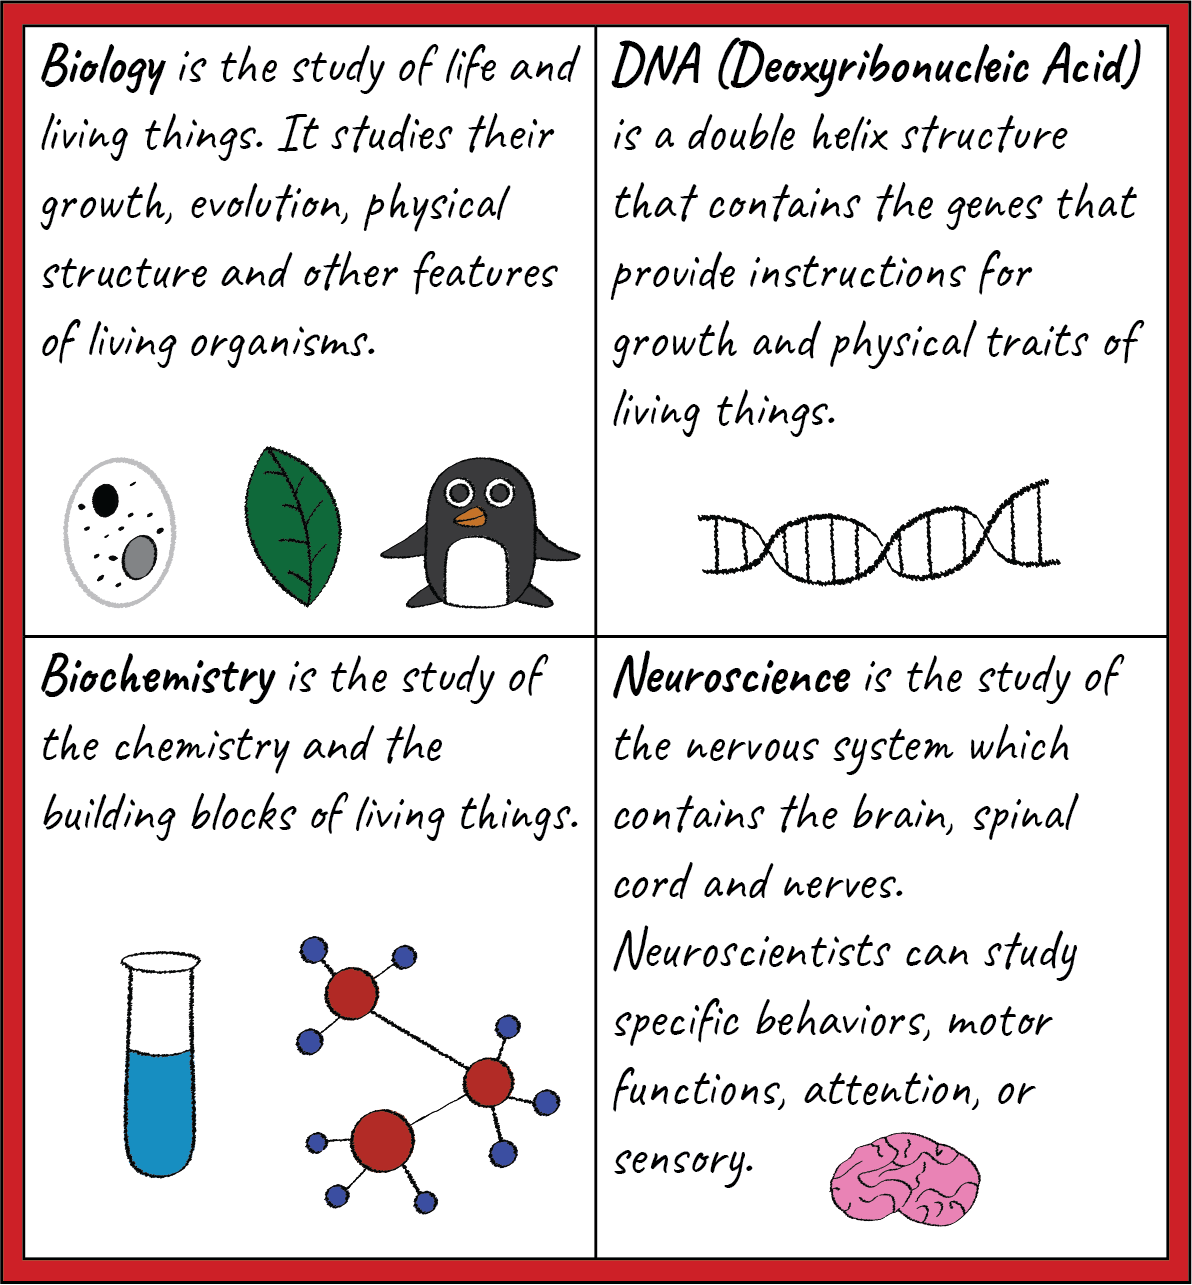 Biology is the study of life and
living things. It studies their
growth, evolution, physical
structure and other features
of living organisms.
DNA (Deoxyribonucleic Acid)
is a double helix structure
that contains the genes that
provide instructions for
growth and physical traits of
living things.
Biochemistry is the study of
the chemistry and the
building blocks of living things.
Neuroscience is the study of
the nervous system which
contains the brain, spinal
cord and nerves.
Neuroscientists can study
specific behaviors, motor
functions, attention, or
sensory.